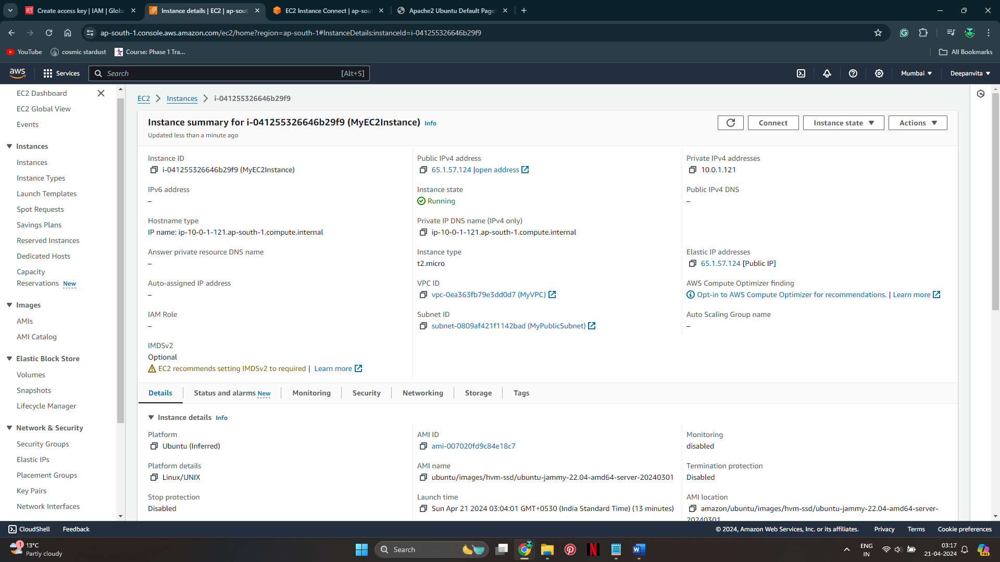 Create access key | IAM | Globa
Instance details | EC2 | ap-sout
EC2 Instance Connect | ap-sout
Apache2 Ubuntu Default Page
ap-south-1.console.aws.amazon.com/ec2/home?region=ap-south-1#InstanceDetails:instanceId=i-041255326646b29f9
YouTube
cosmic stardust
Course: Phase 1 Tra...
All Bookmarks
aws
Services
Search
[Alt+S]
Mumbai
Deepanvita
EC2 Dashboard
EC2 Global View
Events
Instances
Instances
Instance Types
Launch Templates
Spot Requests
Savings Plans
Reserved Instances
Dedicated Hosts
Capacity
Reservations New
Images
AMIs
AMI Catalog
Elastic Block Store
Volumes
Snapshots
Lifecycle Manager
Network & Security
Security Groups
Elastic IPs
Placement Groups
Key Pairs
Network Interfaces
EC2
Instances
i-041255326646b29f9
Instance summary for i-041255326646b29f9 (MyEC2Instance) Info
Updated less than a minute ago
Connect
Instance state
Actions
Instance ID
i-041255326646b29f9 (MyEC2Instance)
Public IPv4 address
65.1.57.124 |open address
Private IPv4 addresses
10.0.1.121
IPv6 address
–
Instance state
Running
Public IPv4 DNS
–
Hostname type
IP name: ip-10-0-1-121.ap-south-1.compute.internal
Private IP DNS name (IPv4 only)
ip-10-0-1-121.ap-south-1.compute.internal
Answer private resource DNS name
–
Instance type
t2.micro
Elastic IP addresses
65.1.57.124 [Public IP]
Auto-assigned IP address
–
VPC ID
vpc-0ea363fb79e3dd0d7 (MyVPC)
AWS Compute Optimizer finding
Opt-in to AWS Compute Optimizer for recommendations. | Learn more
IAM Role
–
Subnet ID
subnet-0809af421f1142bad (MyPublicSubnet)
Auto Scaling Group name
–
IMDSv2
Optional
EC2 recommends setting IMDSv2 to required | Learn more
Details
Status and alarms New
Monitoring
Security
Networking
Storage
Tags
Instance details Info
Platform
Ubuntu (Inferred)
AMI ID
ami-007020fd9c84e18c7
Monitoring
disabled
Platform details
Linux/UNIX
AMI name
ubuntu/images/hvm-ssd/ubuntu-jammy-22.04-amd64-server-20240301
Termination protection
Disabled
Stop protection
Disabled
Launch time
Sun Apr 21 2024 03:04:01 GMT+0530 (India Standard Time) (13 minutes)
AMI location
amazon/ubuntu/images/hvm-ssd/ubuntu-jammy-22.04-amd64-server-
20240301
CloudShell
Feedback
© 2024, Amazon Web Services, Inc. or its affiliates.
Privacy
Terms
Cookie preferences
1
13°C
Partly cloudy
Search
ENG
IN
03:17
21-04-2024